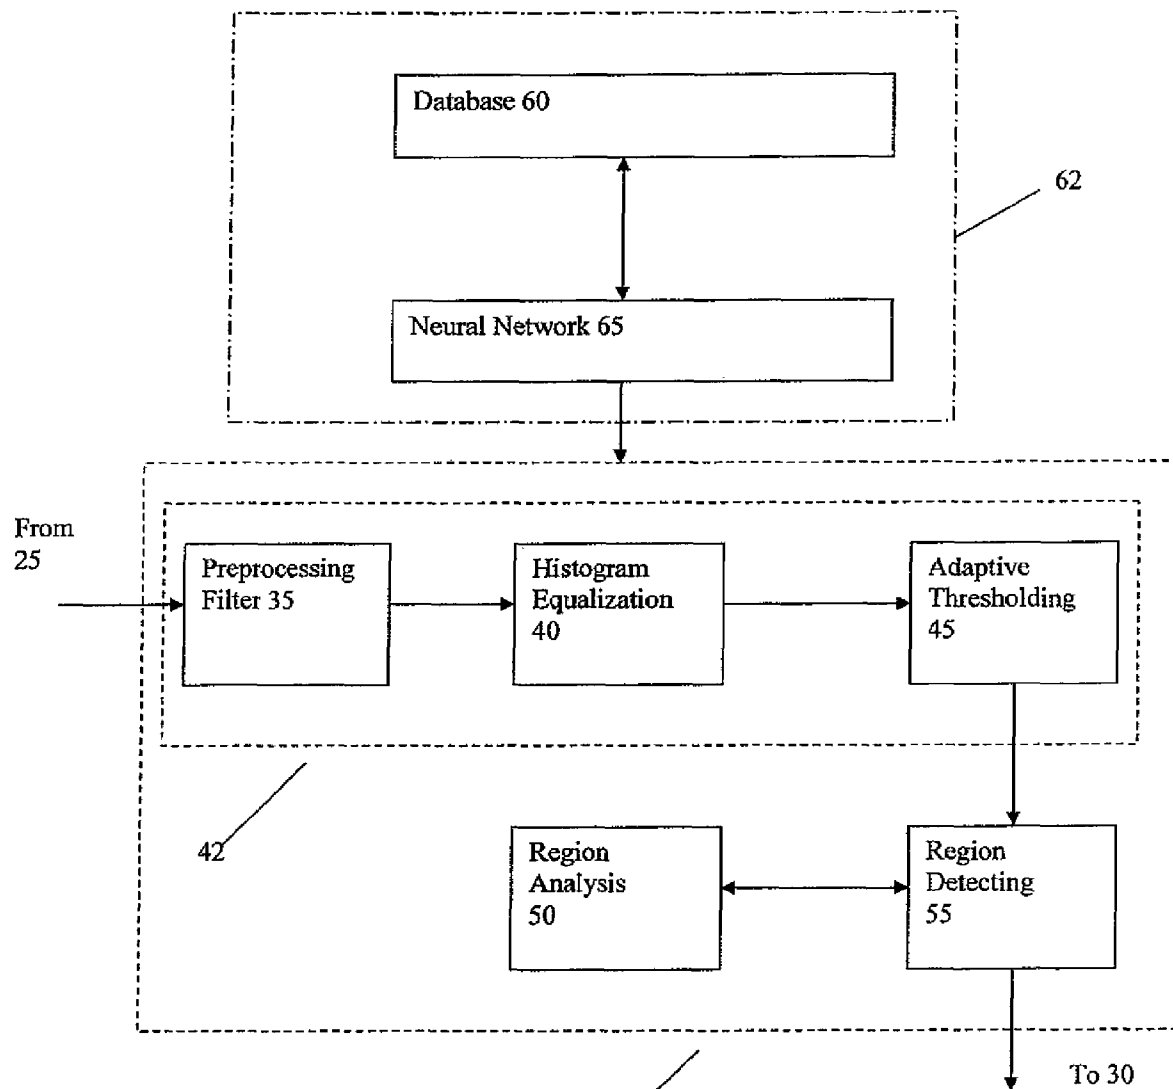 Database 60
62
Neural Network 65
From
25
Preprocessing
Filter 35
Histogram
Equalization
40
Adaptive
Thresholding
45
42
Region
Analysis
50
Region
Detecting
55
To 30